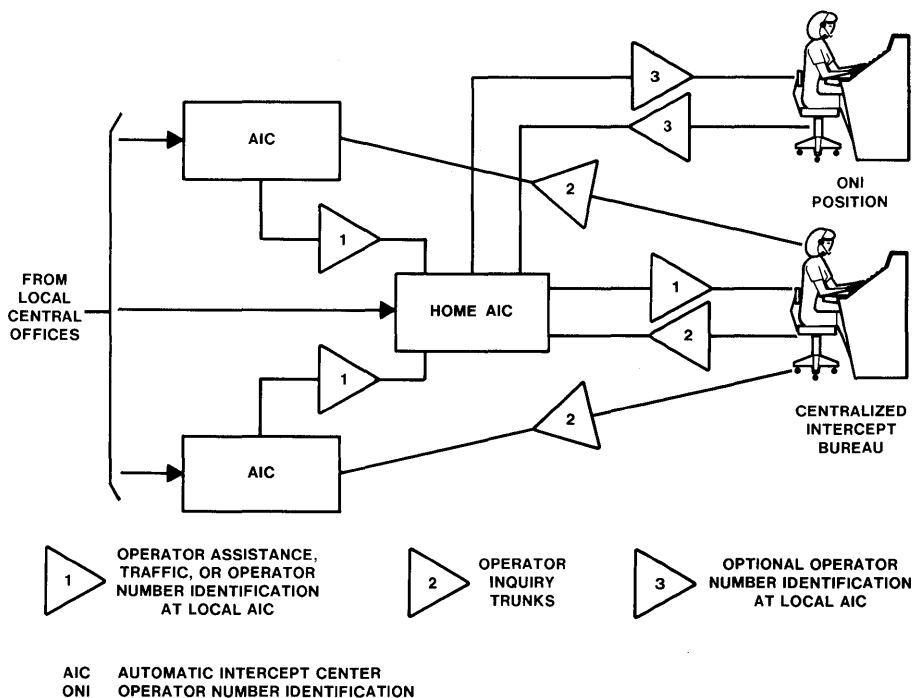 3
3
AIC
2
ONI
POSITION
1
FROM
LOCAL
CENTRAL
OFFICES
HOME AIC
1
2
1
2
CENTRALIZED
INTERCEPT
BUREAU
AIC
1
OPERATOR ASSISTANCE,
TRAFFIC, OR OPERATOR
NUMBER IDENTIFICATION
AT LOCAL AIC
2
OPERATOR
INQUIRY
TRUNKS
3
OPTIONAL OPERATOR
NUMBER IDENTIFICATION
AT LOCAL AIC
AIC AUTOMATIC INTERCEPT CENTER
ONI OPERATOR NUMBER IDENTIFICATION